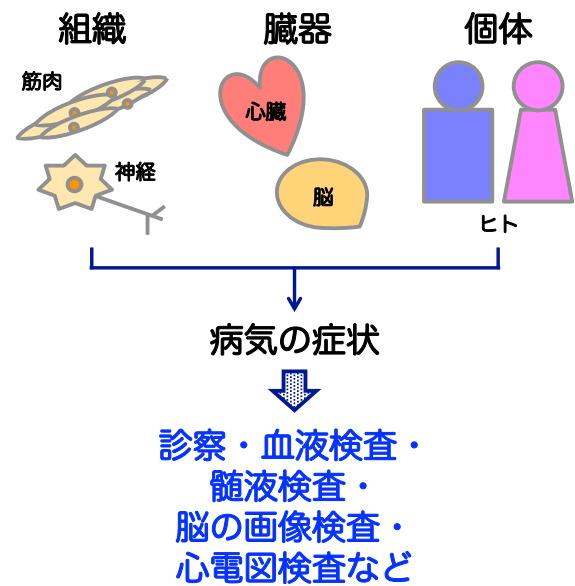 組織
臓器
個体
筋肉
心臓
神経
脳
ヒト
病気の症状
診察・血液検査・
髄液検査・
脳の画像検査・
心電図検査など